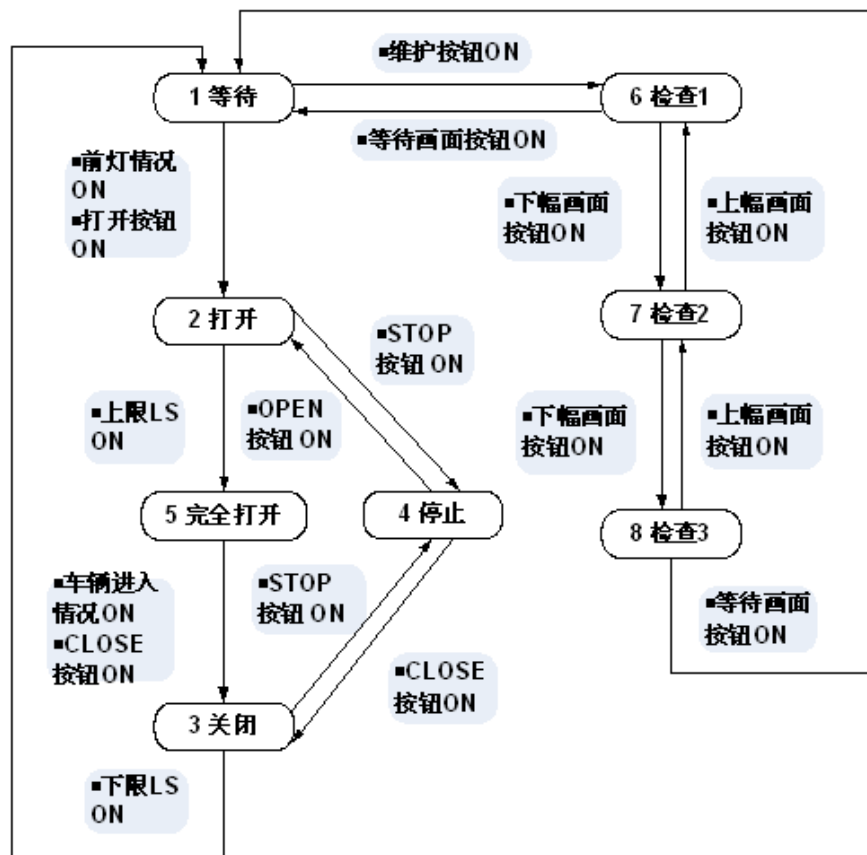 ■维护按钮ON
1 等待
6 检查1
■等待画面按钮ON
■前灯情况
ON
■打开按钮
ON
■下幅画面
按钮ON
■上幅画面
按钮ON
2 打开
7 检查2
■STOP
按钮 ON
■上限LS
ON
■OPEN
按钮 ON
■下幅画面
按钮ON
■上幅画面
按钮ON
5 完全打开
4 停止
8 检查3
■车辆进入
情况ON
■CLOSE
按钮ON
■STOP
按钮 ON
■等待画面
按钮ON
■CLOSE
按钮ON
3 关闭
■下限LS
ON